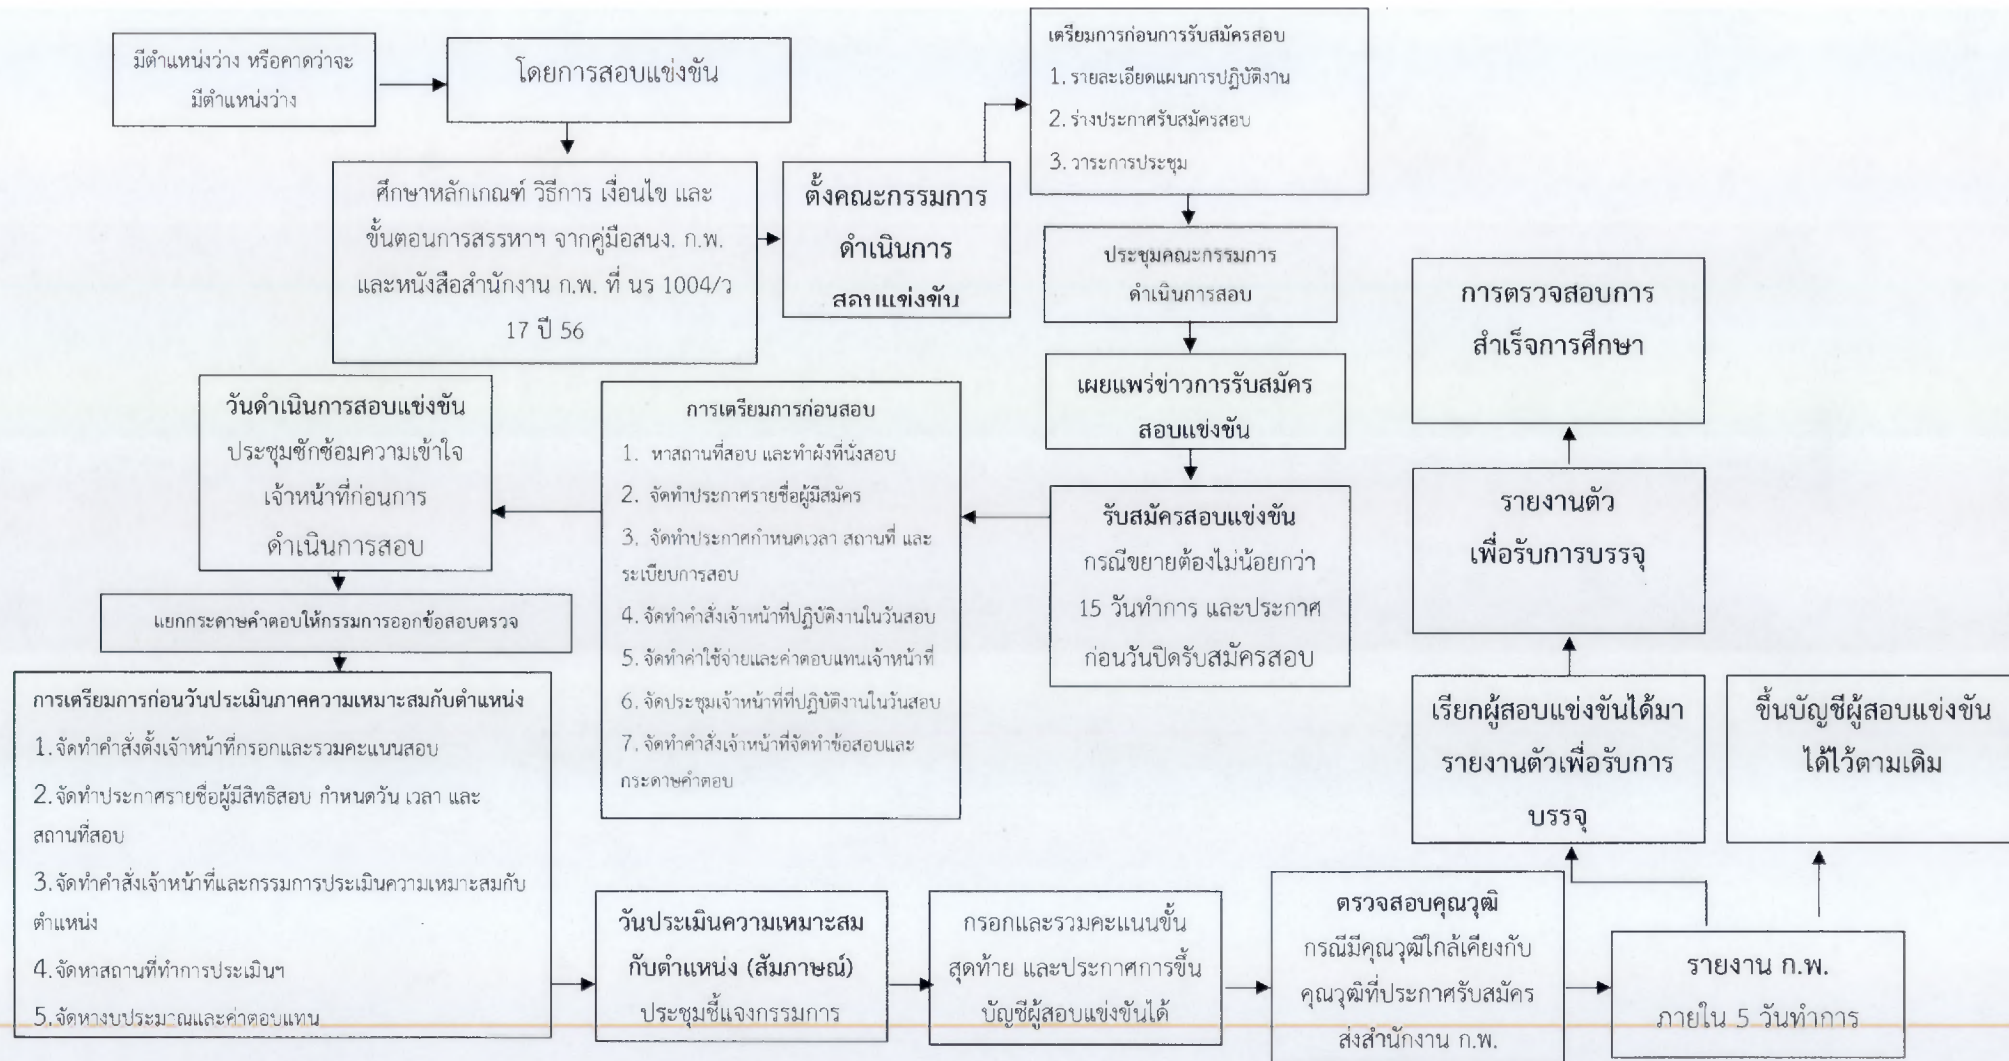 มีตำแหน่งว่าง หรือคาดว่าจะ
มีตำแหน่งว่าง
โดยการสอบแข่งขัน
ศึกษาหลักเกณฑ์ วิธีการ เงื่อนไข และ
ขั้นตอนการสรรหาฯ จากคู่มือสนง. ก.พ.
และหนังสือสำนักงาน ก.พ. ที่ นร 1004/ว
17 ปี 56
ตั้งคณะกรรมการ
ดำเนินการ
สอบแข่งขัน
เตรียมการก่อนการรับสมัครสอบ
1. รายละเอียดแผนการปฏิบัติงาน
2. ร่างประกาศรับสมัครสอบ
3. วาระการประชุม
ประชุมคณะกรรมการ
ดำเนินการสอบ
เผยแพร่ข่าวการรับสมัคร
สอบแข่งขัน
รับสมัครสอบแข่งขัน
กรณีขยายต้องไม่น้อยกว่า
15 วันทำการ และประกาศ
ก่อนวันปิดรับสมัครสอบ
การเตรียมการก่อนสอบ
1. หาสถานที่สอบ และทำผังที่นั่งสอบ
2. จัดทำประกาศรายชื่อผู้มีสมัคร
3. จัดทำประกาศกำหนดเวลา สถานที่ และ
ระเบียบการสอบ
4. จัดทำคำสั่งเจ้าหน้าที่ปฏิบัติงานในวันสอบ
5. จัดทำค่าใช้จ่ายและค่าตอบแทนเจ้าหน้าที่
6. จัดประชุมเจ้าหน้าที่ที่ปฏิบัติงานในวันสอบ
7. จัดทำคำสั่งเจ้าหน้าที่จัดทำข้อสอบและ
กระดาษคำตอบ
วันดำเนินการสอบแข่งขัน
ประชุมซักซ้อมความเข้าใจ
เจ้าหน้าที่ก่อนการ
ดำเนินการสอบ
แยกกระดาษคำตอบให้กรรมการออกข้อสอบตรวจ
การเตรียมการก่อนวันประเมินภาคความเหมาะสมกับตำแหน่ง
1.จัดทำคำสั่งตั้งเจ้าหน้าที่กรอกและรวมคะแนนสอบ
2.จัดทำประกาศรายชื่อผู้มีสิทธิสอบ กำหนดวัน เวลา และ
สถานที่สอบ
3.จัดทำคำสั่งเจ้าหน้าที่และกรรมการประเมินความเหมาะสมกับ
ตำแหน่ง
4.จัดหาสถานที่ทำการประเมินฯ
5.จัดหางบประมาณและค่าตอบแทน
วันประเมินความเหมาะสม
กับตำแหน่ง (สัมภาษณ์)
ประชุมชี้แจงกรรมการ
กรอกและรวมคะแนนขั้น
สุดท้าย และประกาศการขึ้น
บัญชีผู้สอบแข่งขันได้
ตรวจสอบคุณวุฒิ
กรณีมีคุณวุฒิใกล้เคียงกับ
คุณวุฒิที่ประกาศรับสมัคร
ส่งสำนักงาน ก.พ.
รายงาน ก.พ.
ภายใน 5 วันทำการ
เรียกผู้สอบแข่งขันได้มา
รายงานตัวเพื่อรับการ
บรรจุ
ขึ้นบัญชีผู้สอบแข่งขัน
ได้ไว้ตามเดิม
รายงานตัว
เพื่อรับการบรรจุ
การตรวจสอบการ
สำเร็จการศึกษา